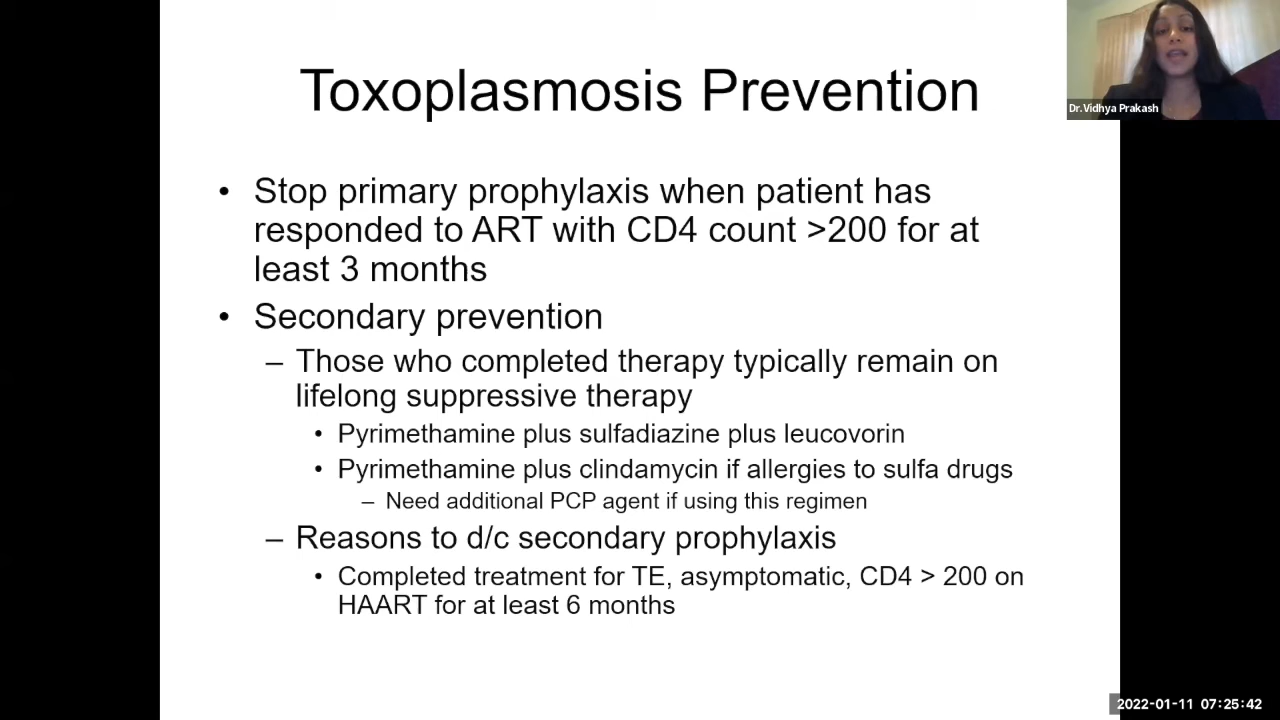 Toxoplasmosis Prevention
Dr.Vidhya Prakash
• Stop primary prophylaxis when patient has
responded to ART with CD4 count >200 for at
least 3 months
• Secondary prevention
– Those who completed therapy typically remain on
lifelong suppressive therapy
• Pyrimethamine plus sulfadiazine plus leucovorin
• Pyrimethamine plus clindamycin if allergies to sulfa drugs
– Need additional PCP agent if using this regimen
– Reasons to d/c secondary prophylaxis
• Completed treatment for TE, asymptomatic, CD4 > 200 on
HAART for at least 6 months
2022-01-11 07:25:42